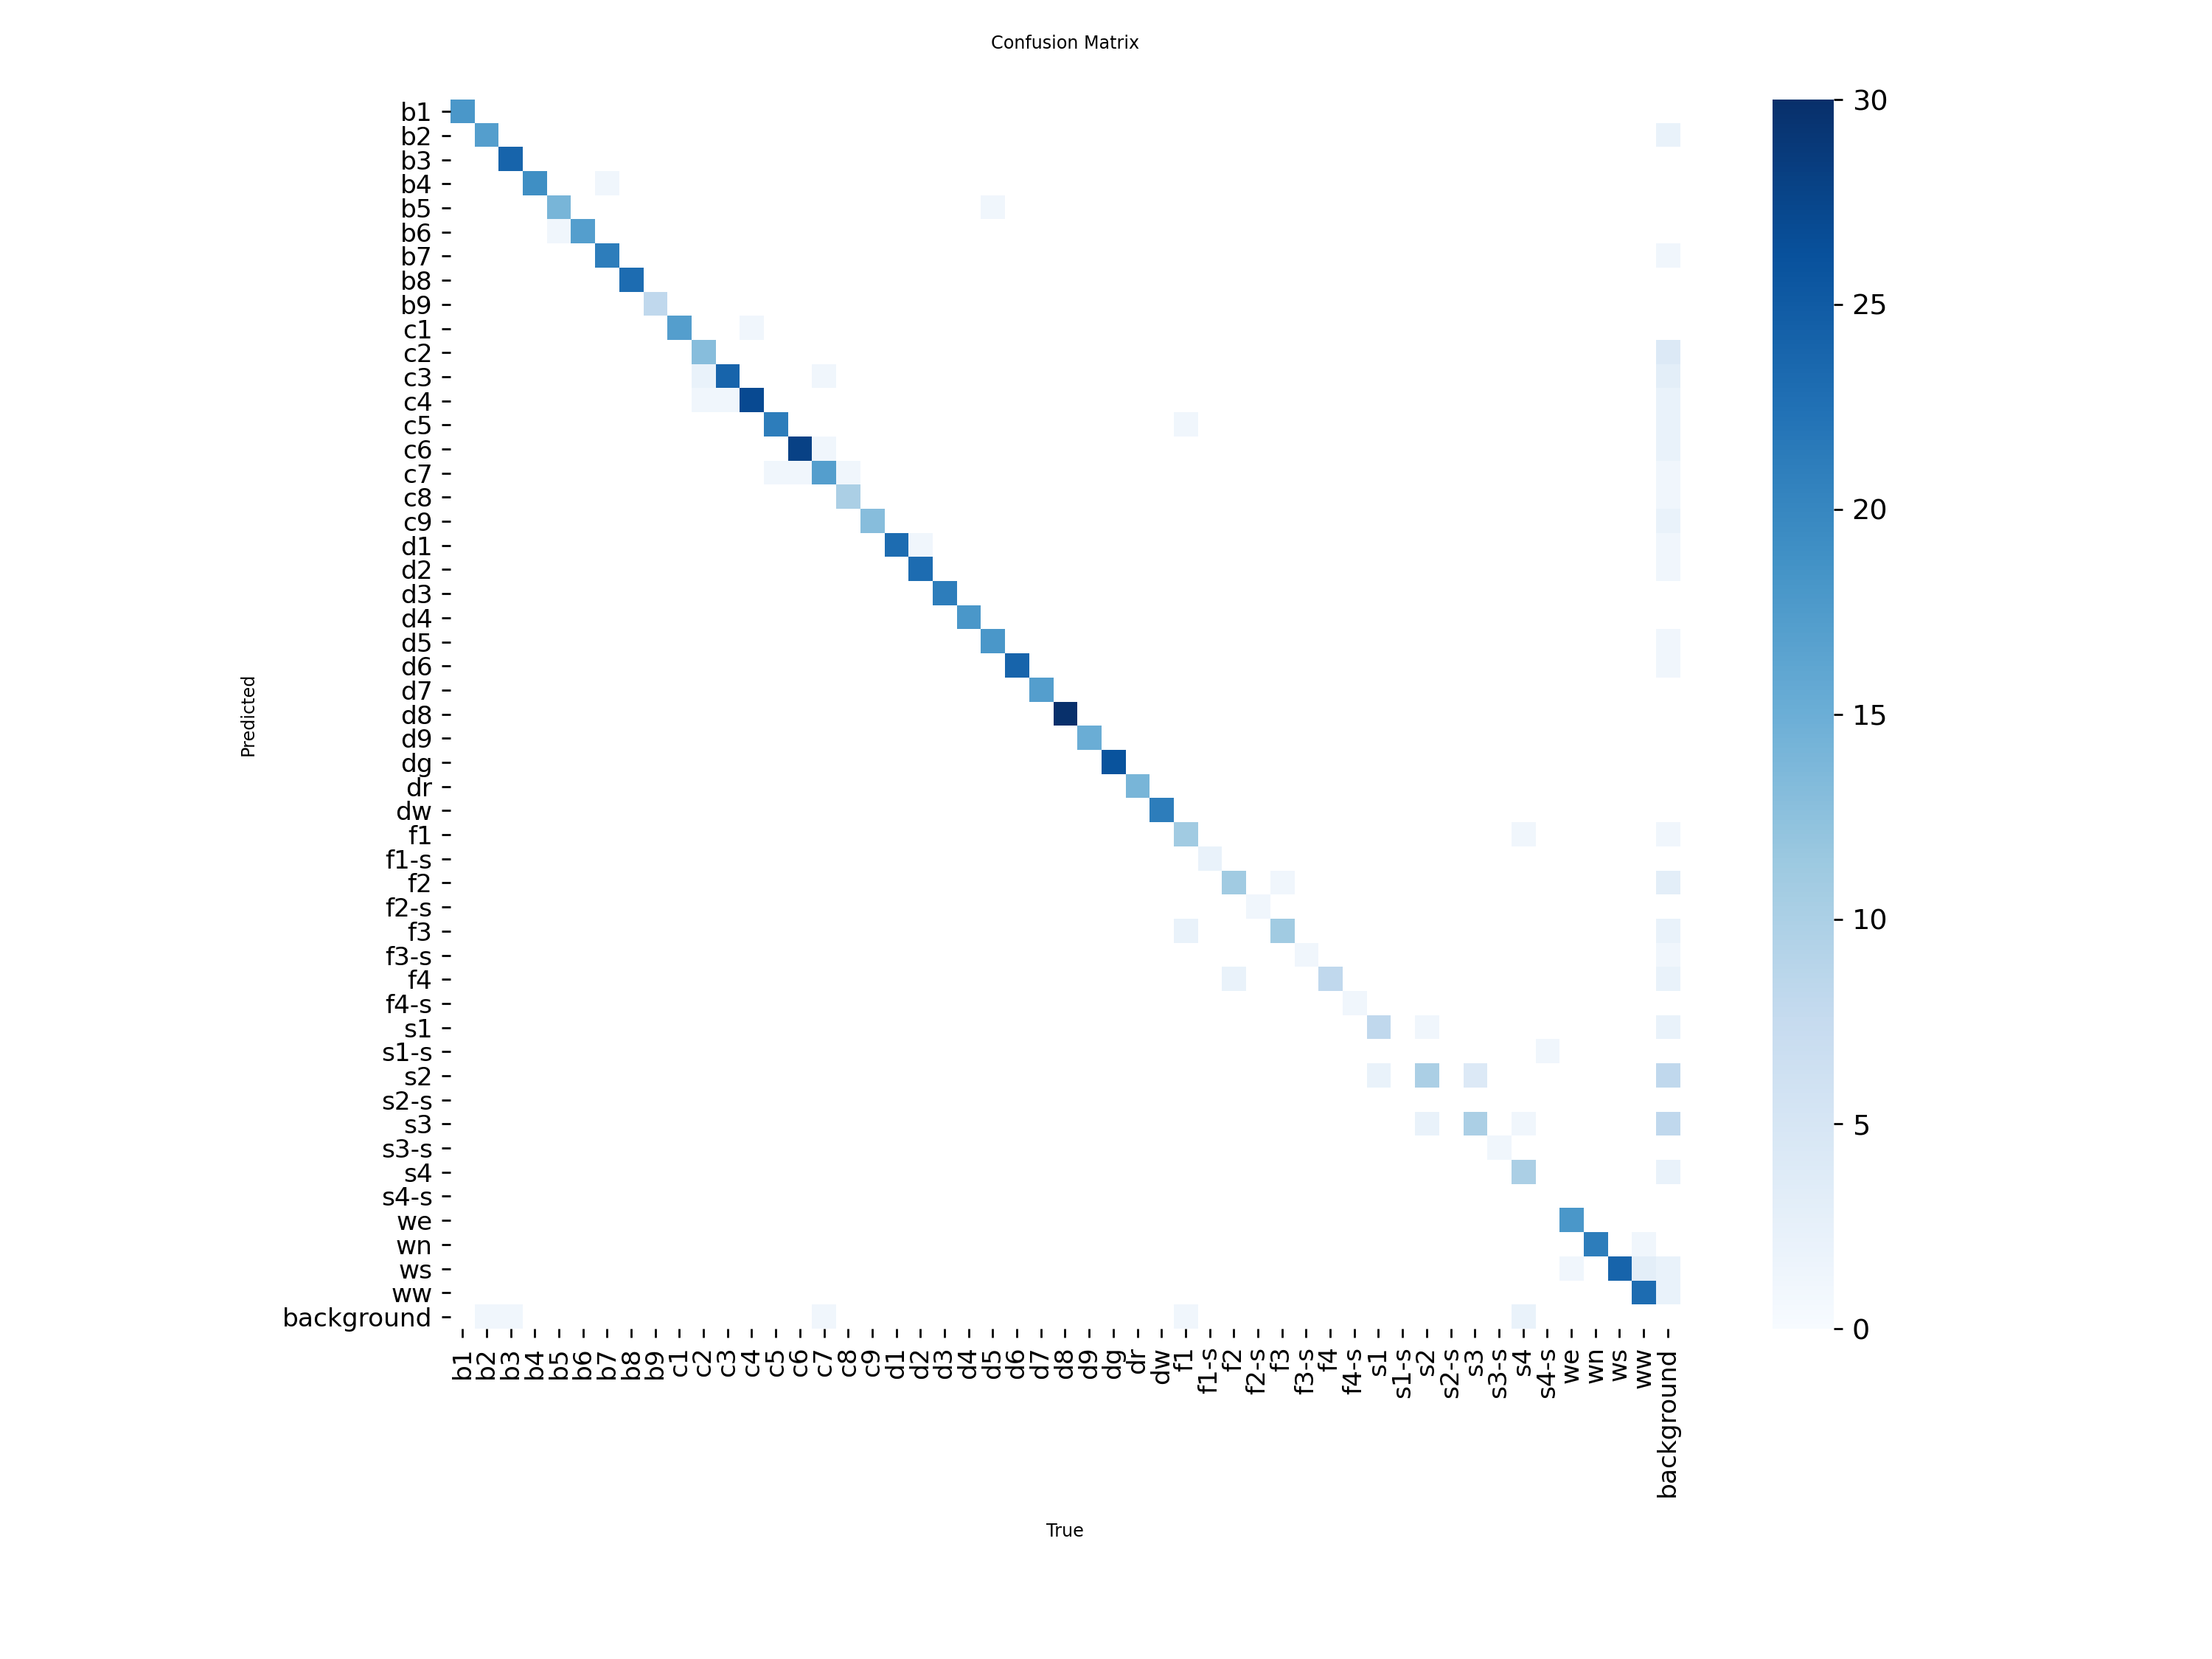 Confusion Matrix
b1
b2
b3
b4
b5
b6
b7
b8
b9
c1
c2
c3
c4
c5
c6
c7
c8
c9
d1
d2
d3
d4
d5
d6
d7
d8
d9
dg
dr
dw
f1
f1-s
f2
f2-s
f3
f3-s
f4
f4-s
s1
s1-s
s2
s2-s
s3
s3-s
s4
s4-s
we
wn
ws
ww
background
Predicted
b1 b2 b3 b4 b5 b6 b7 b8 b9 c1 c2 c3 c4 c5 c6 c7 c8 c9 d1 d2 d3 d4 d5 d6 d7 d8 d9 dg dr dw f1 f1-s f2 f2-s f3 f3-s f4 f4-s s1 s1-s s2 s2-s s3 s3-s s4 s4-s we wn ws ww background
True
30
25
20
15
10
5
0